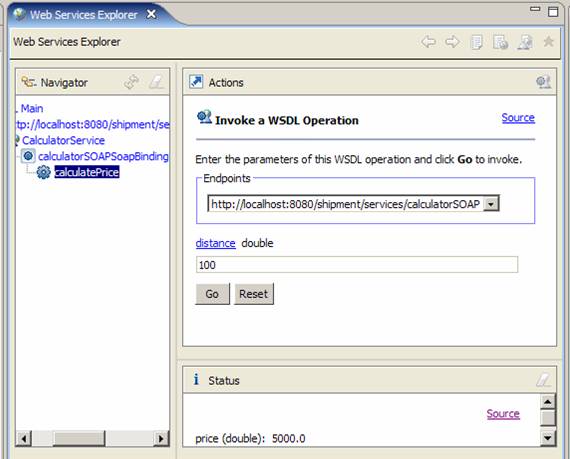 Web Services Explorer
Web Services Explorer
Navigator
Main
tp://localhost:8080/shipment/se
CalculatorService
calculatorSOAPSoapBinding
calculatePrice
Actions
Invoke a WSDL Operation
Source
Enter the parameters of this WSDL operation and click Go to invoke.
Endpoints
http://localhost:8080/shipment/services/calculatorSOAP
distance double
100
Go Reset
Status
Source
price (double): 5000.0